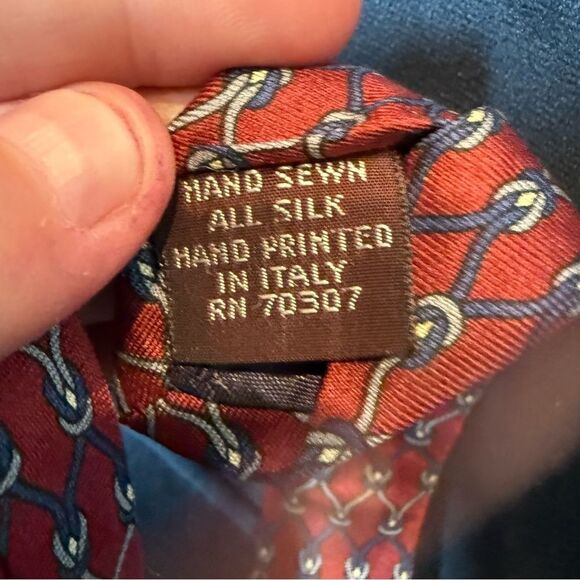 HAND SEWN
ALL SILK
HAND PRINTED
IN ITALY
RN 70307